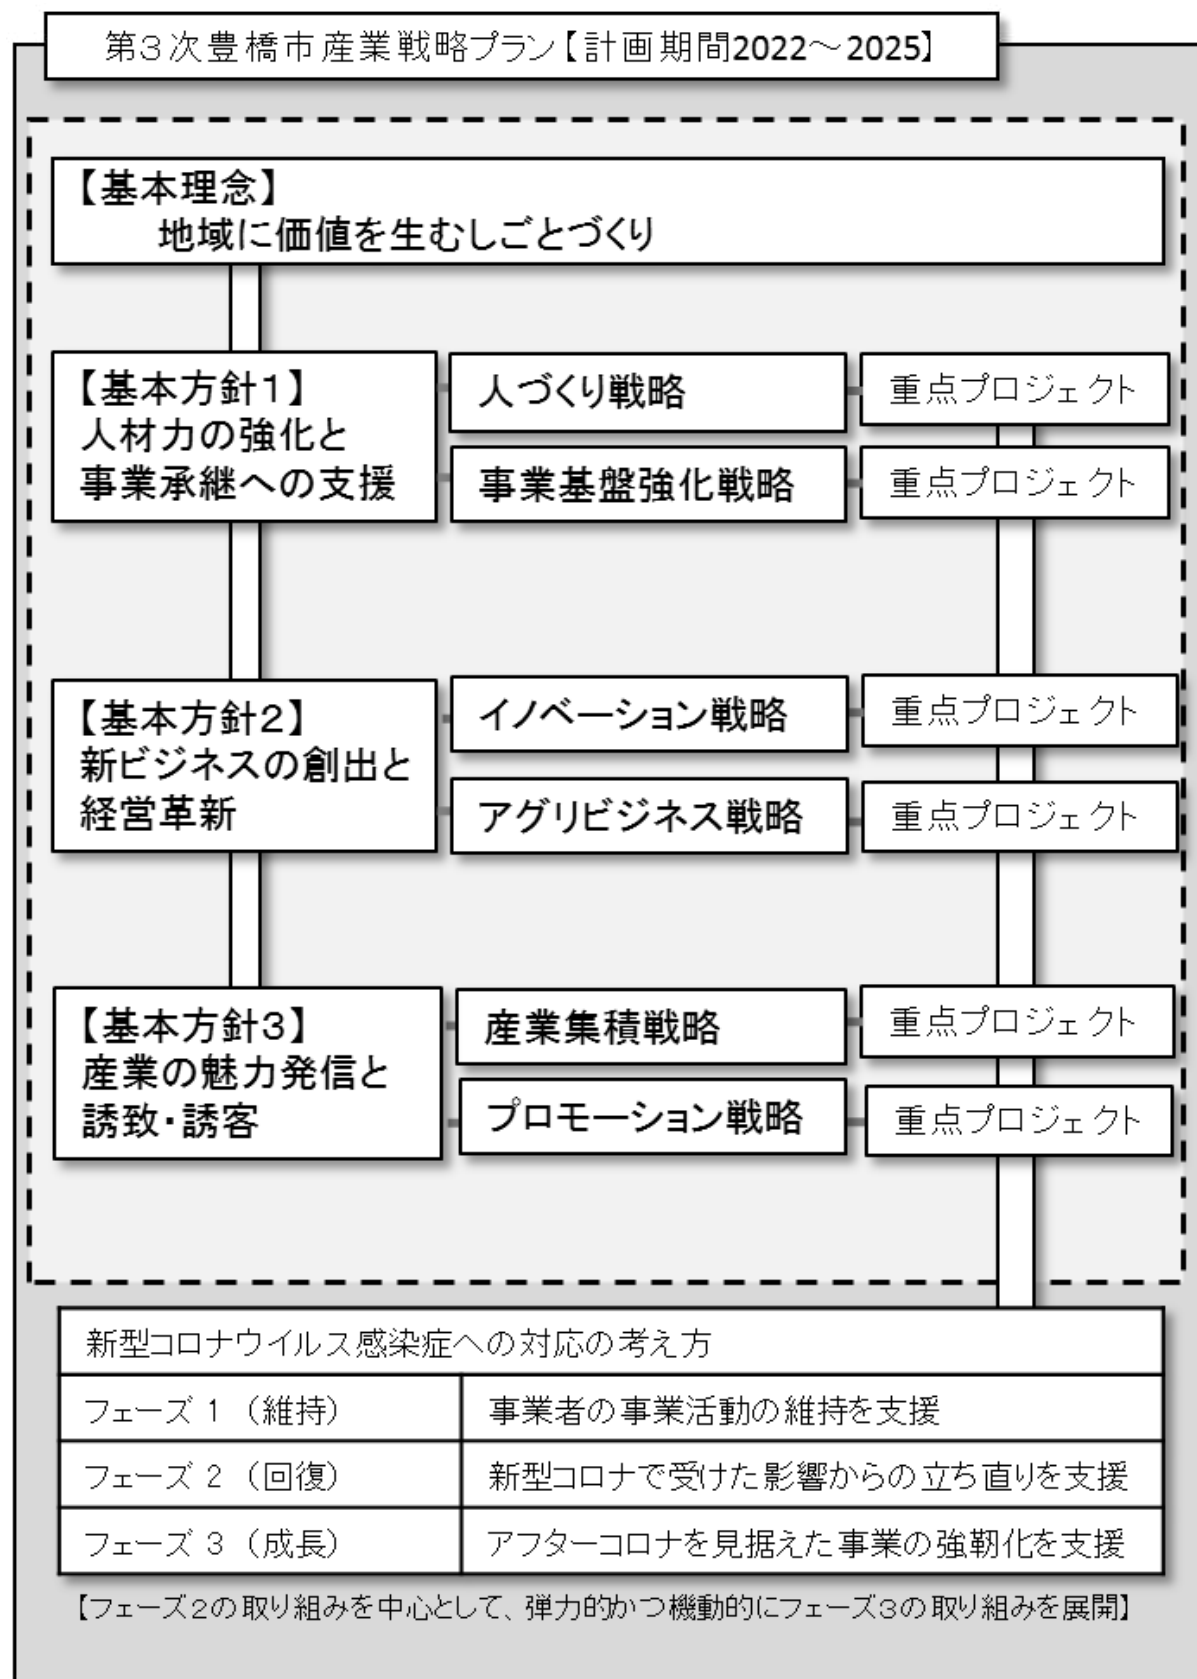 第3次豊橋市産業戦略プラン【計画期間2022～2025】
【基本理念】
地域に価値を生むしごとづくり
【基本方針1】
人材力の強化と
事業承継への支援
人づくり戦略
重点プロジェクト
事業基盤強化戦略
重点プロジェクト
【基本方針2】
新ビジネスの創出と
経営革新
イノベーション戦略
重点プロジェクト
アグリビジネス戦略
重点プロジェクト
【基本方針3】
産業の魅力発信と
誘致・誘客
産業集積戦略
重点プロジェクト
プロモーション戦略
重点プロジェクト
新型コロナウイルス感染症への対応の考え方
フェーズ 1 （維持） 事業者の事業活動の維持を支援
フェーズ 2 （回復） 新型コロナで受けた影響からの立ち直りを支援
フェーズ 3 （成長） アフターコロナを見据えた事業の強靭化を支援
【フェーズ2の取り組みを中心として、弾力的かつ機動的にフェーズ3の取り組みを展開】